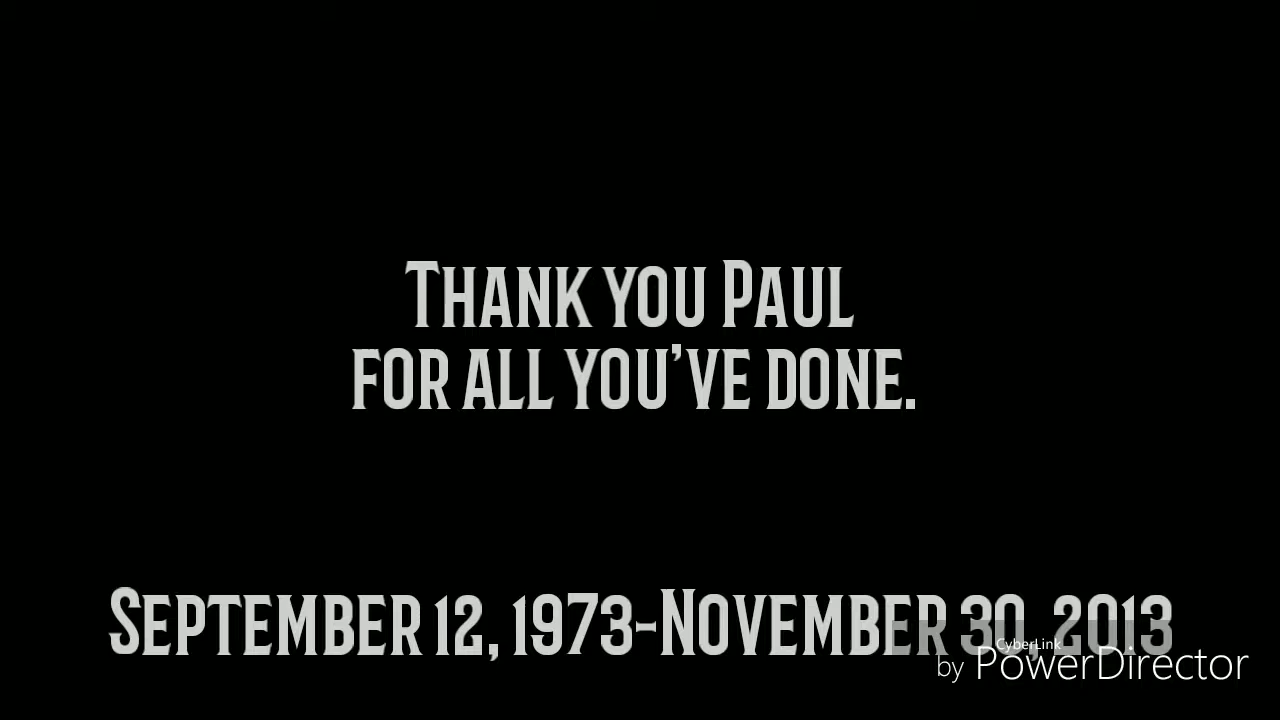 Thank you Paul
for all you've done.
September 12, 1973-November 30, 2013
CyberLink
by PowerDirector